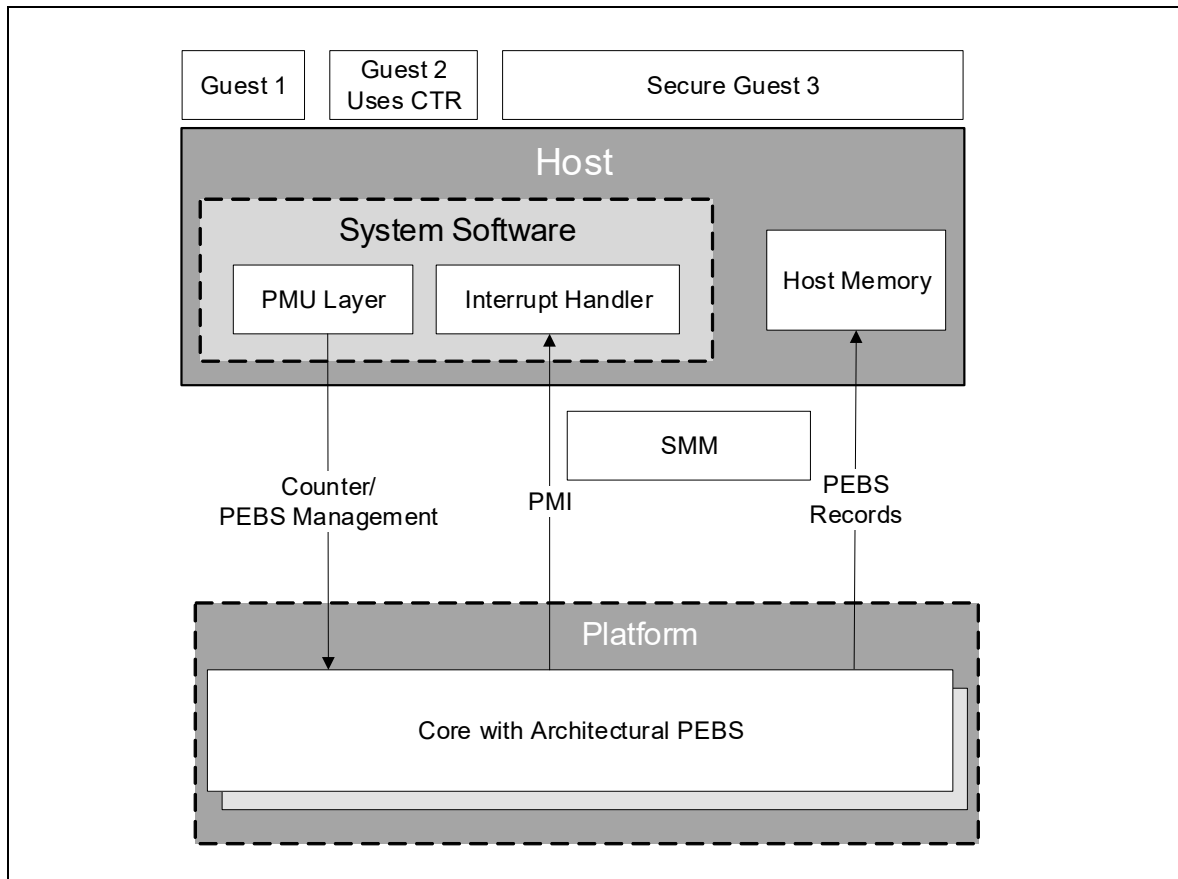 Guest 1
Guest 2
Uses CTR
Secure Guest 3
Host
System Software
PMU Layer
Interrupt Handler
Host Memory
SMM
Counter/
PEBS Management
PMI
PEBS
Records
Platform
Core with Architectural PEBS